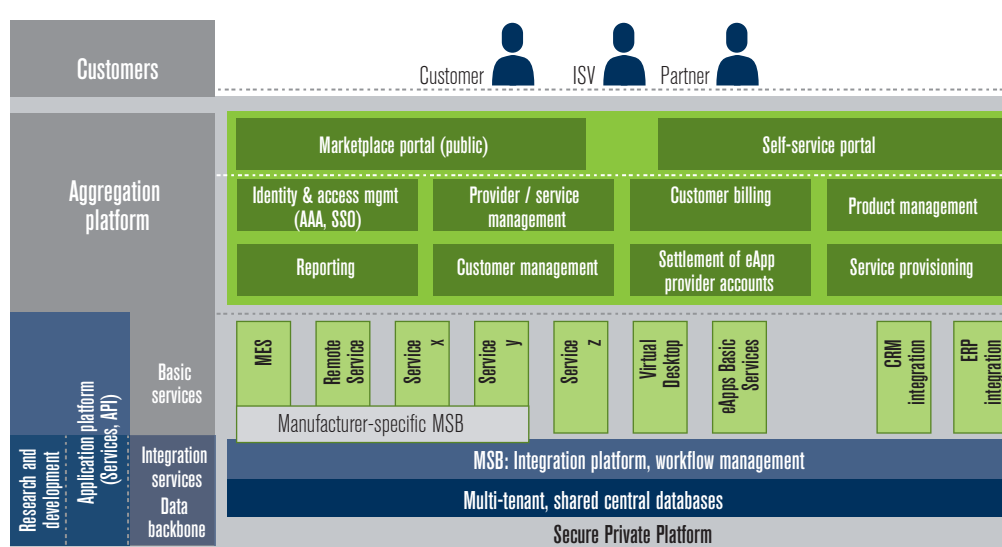 Customers
Customer
ISV
Partner
Aggregation
platform
Marketplace portal (public)
Self-service portal
Identity & access mgmt
(AAA, SSO)
Provider / service
management
Customer billing
Product management
Reporting
Customer management
Settlement of eApp
provider accounts
Service provisioning
Basic
services
MES
Remote
Service
Service
x
Service
y
Service
z
Virtual
Desktop
eApps Basic
Services
CRM
integration
ERP
integration
Manufacturer-specific MSB
Research and
development
Application platform
(Services, API)
Integration
services
Data
backbone
MSB: Integration platform, workflow management
Multi-tenant, shared central databases
Secure Private Platform